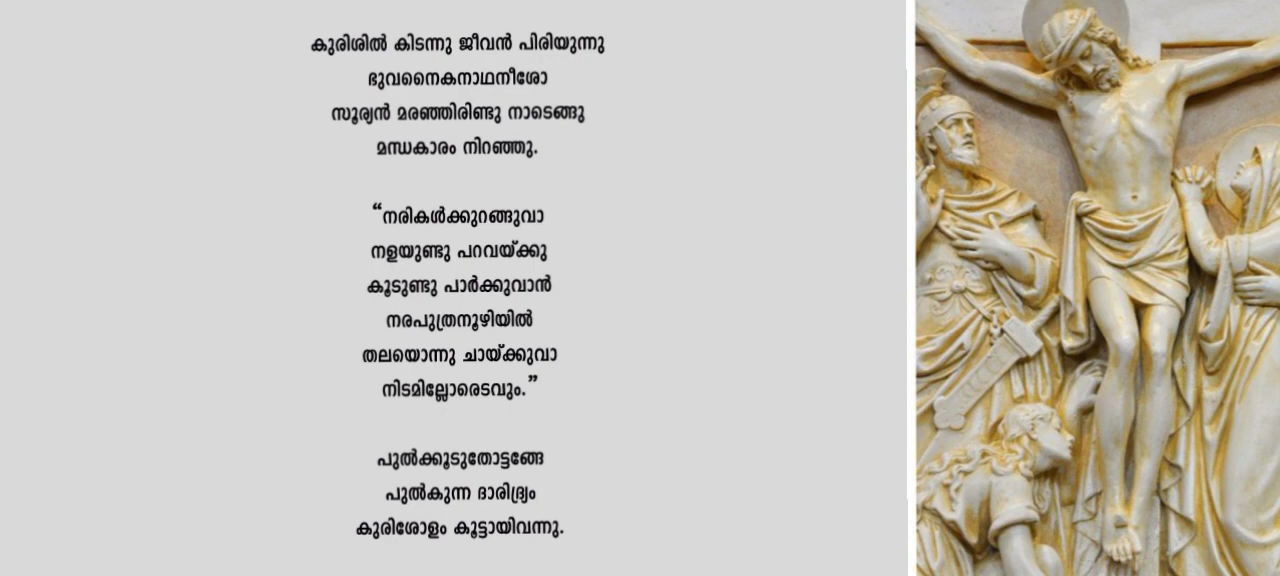 കുരിശിൽ കിടന്നു ജീവൻ പിരിയുന്നു
ഭുവനൈകനാഥനീശോ
സൂര്യൻ മരഞ്ഞിരിണ്ടു നാടെങ്ങു
മന്ധകാരം നിറഞ്ഞു.
“നരികൾക്കുറങ്ങുവാ
നളയുണ്ടു പറവയ്ക്കു
കൂടുണ്ടു പാർക്കുവാൻ
നരപുത്രനൂഴിയിൽ
തലയൊന്നു ചായ്ക്കുവാ
നിടമില്ലോരെടവും.”
പുൽക്കൂടുതോട്ടങ്ങേ
പുൽകുന്ന ദാരിദ്ര്യം
കുരിശോളം കൂട്ടായിവന്നു.